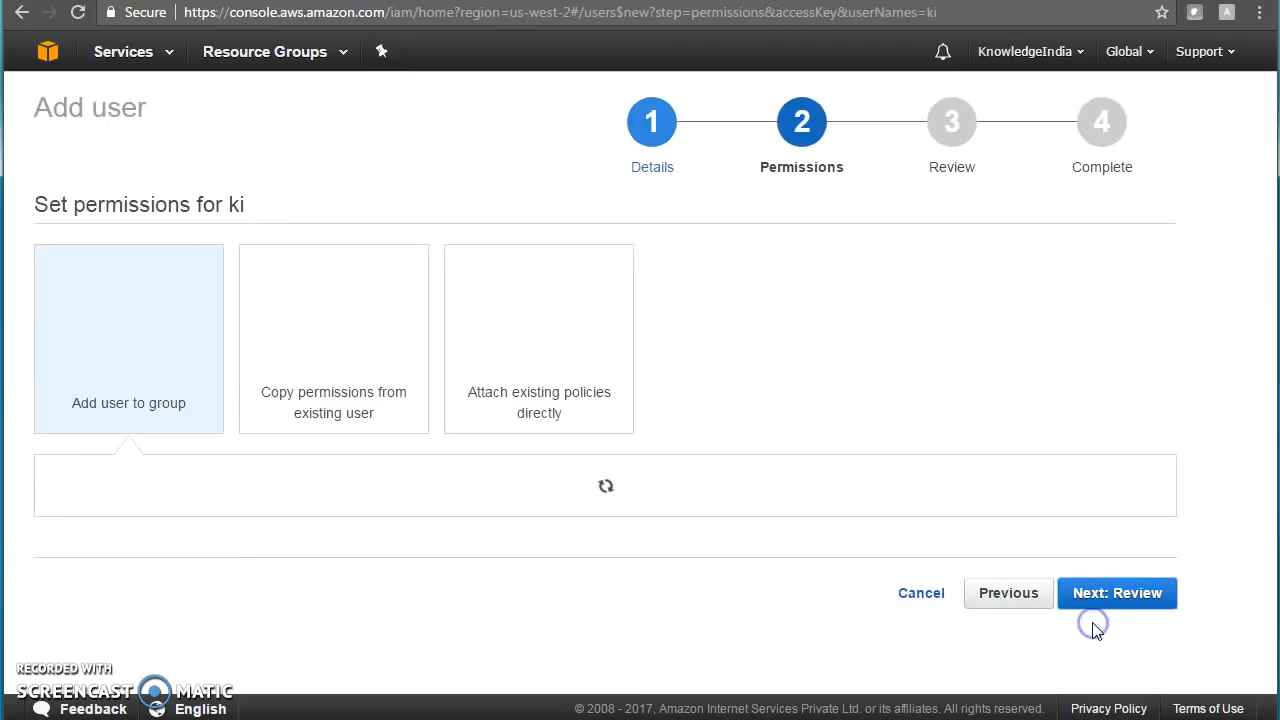 Secure https://console.aws.amazon.com/iam/home?region=us-west-2#/users$new?step=permissions&accessKey&userNames=ki A
Services Resource Groups KnowledgeIndia Global Support
Add user
1 2 3 4
Details Permissions Review Complete
Set permissions for ki
Add user to group
Copy permissions from
existing user
Attach existing policies
directly
Cancel Previous Next: Review
RECORDED WITH
SCREENCAST MATIC
Feedback English © 2008 - 2017, Amazon Internet Services Private Ltd. or its affiliates. All rights reserved. Privacy Policy Terms of Use